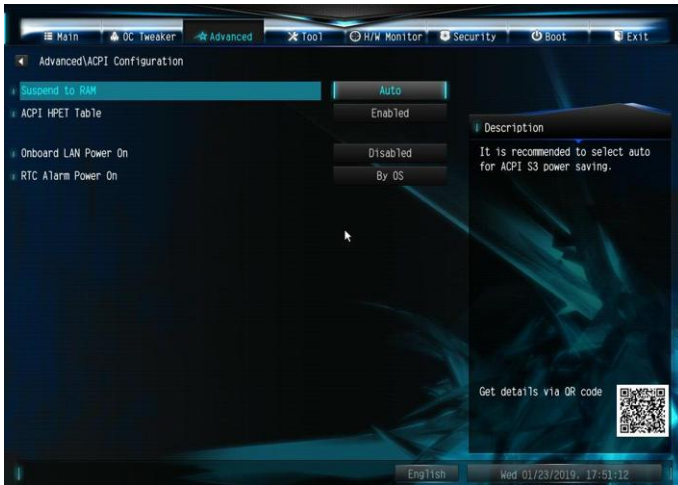 Main
OC Tweaker
Advanced
Tool
H/W Monitor
Security
Boot
Exit
Advanced\ACPI Configuration
Suspend to RAM Auto
ACPI HPET Table Enabled
Onboard LAN Power On Disabled
RTC Alarm Power On By OS
Description
It is recommended to select auto
for ACPI S3 power saving.
Get details via QR code
English
Wed 01/23/2019. 17:51:12